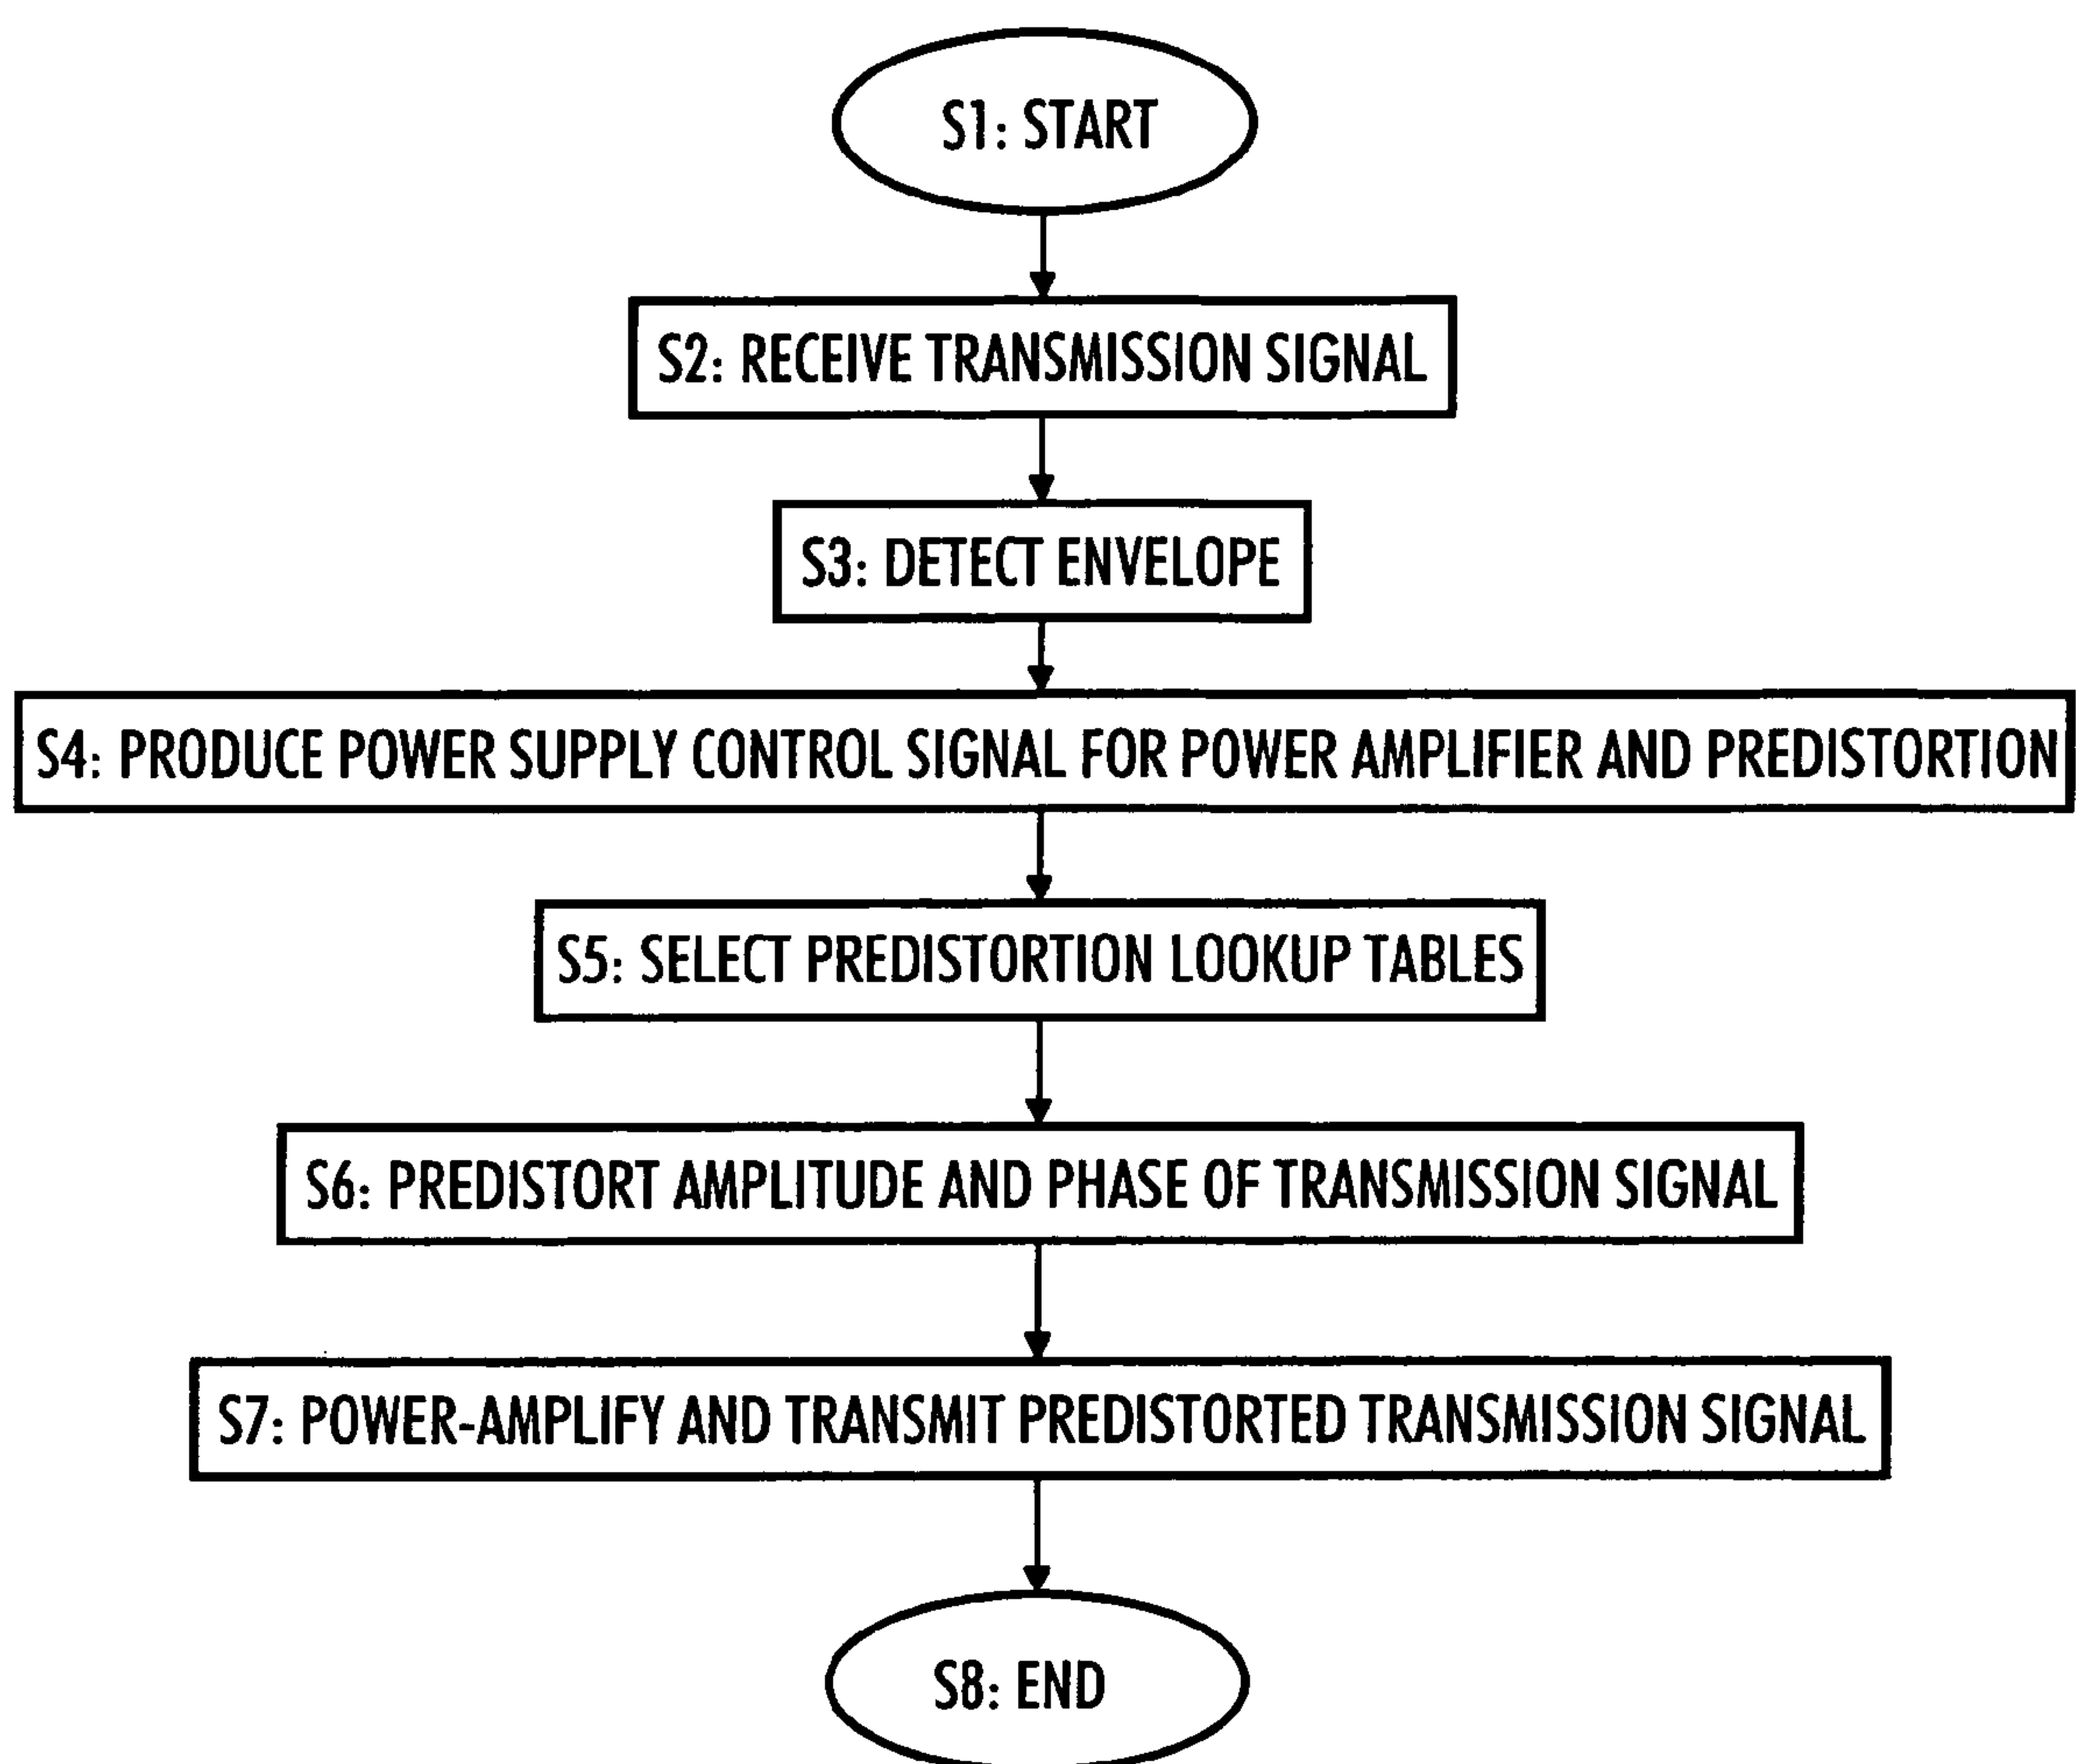 S1: START
S2: RECEIVE TRANSMISSION SIGNAL
S3: DETECT ENVELOPE
S4: PRODUCE POWER SUPPLY CONTROL SIGNAL FOR POWER AMPLIFIER AND PREDISTORTION
S5: SELECT PREDISTORTION LOOKUP TABLES
S6: PREDISTORT AMPLITUDE AND PHASE OF TRANSMISSION SIGNAL
S7: POWER-AMPLIFY AND TRANSMIT PREDISTORTED TRANSMISSION SIGNAL
S8: END